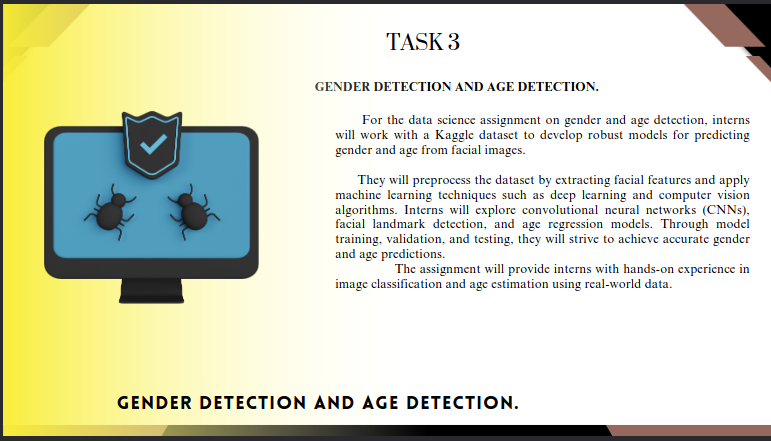 TASK 3
GENDER DETECTION AND AGE DETECTION.
For the data science assignment on gender and age detection, interns
will work with a Kaggle dataset to develop robust models for predicting
gender and age from facial images.
They will preprocess the dataset by extracting facial features and apply
machine learning techniques such as deep learning and computer vision
algorithms. Interns will explore convolutional neural networks (CNNs),
facial landmark detection, and age regression models. Through model
training, validation, and testing, they will strive to achieve accurate gender
and age predictions.
The assignment will provide interns with hands-on experience in
image classification and age estimation using real-world data.
GENDER DETECTION AND AGE DETECTION.